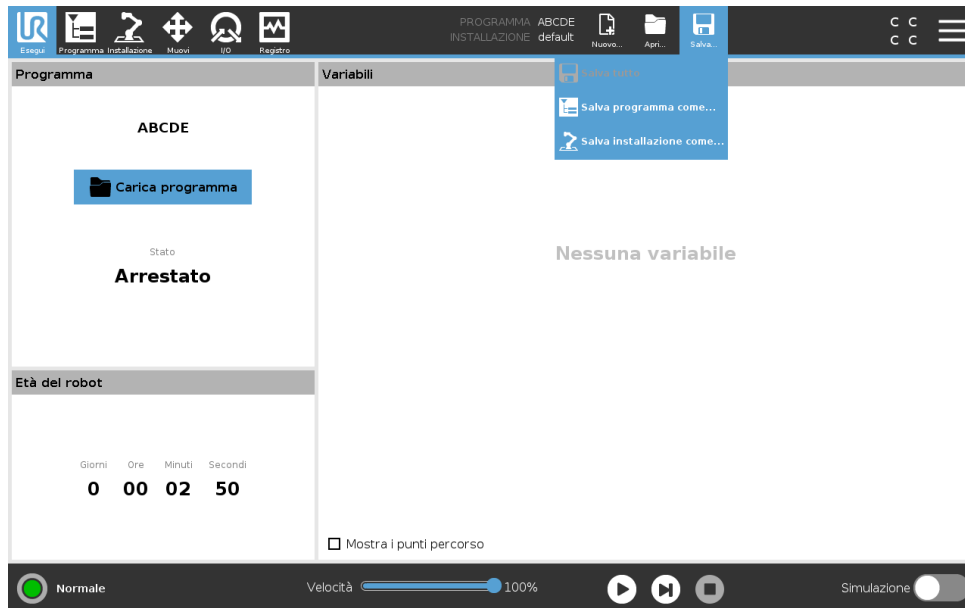 PROGRAMMA ABCDE
INSTALLAZIONE default
Esegui Programma Installazione Muovi I/O Registro Nuovo... Apri... Salva...
C C
C C
Programma
Variabili
Salva tutto
Salva programma come...
Salva installazione come...
ABCDE
Carica programma
Stato
Arrestato
Nessuna variabile
Età del robot
Giorni Ore Minuti Secondi
0 00 02 50
Mostra i punti percorso
Normale
Velocità 100%
Simulazione